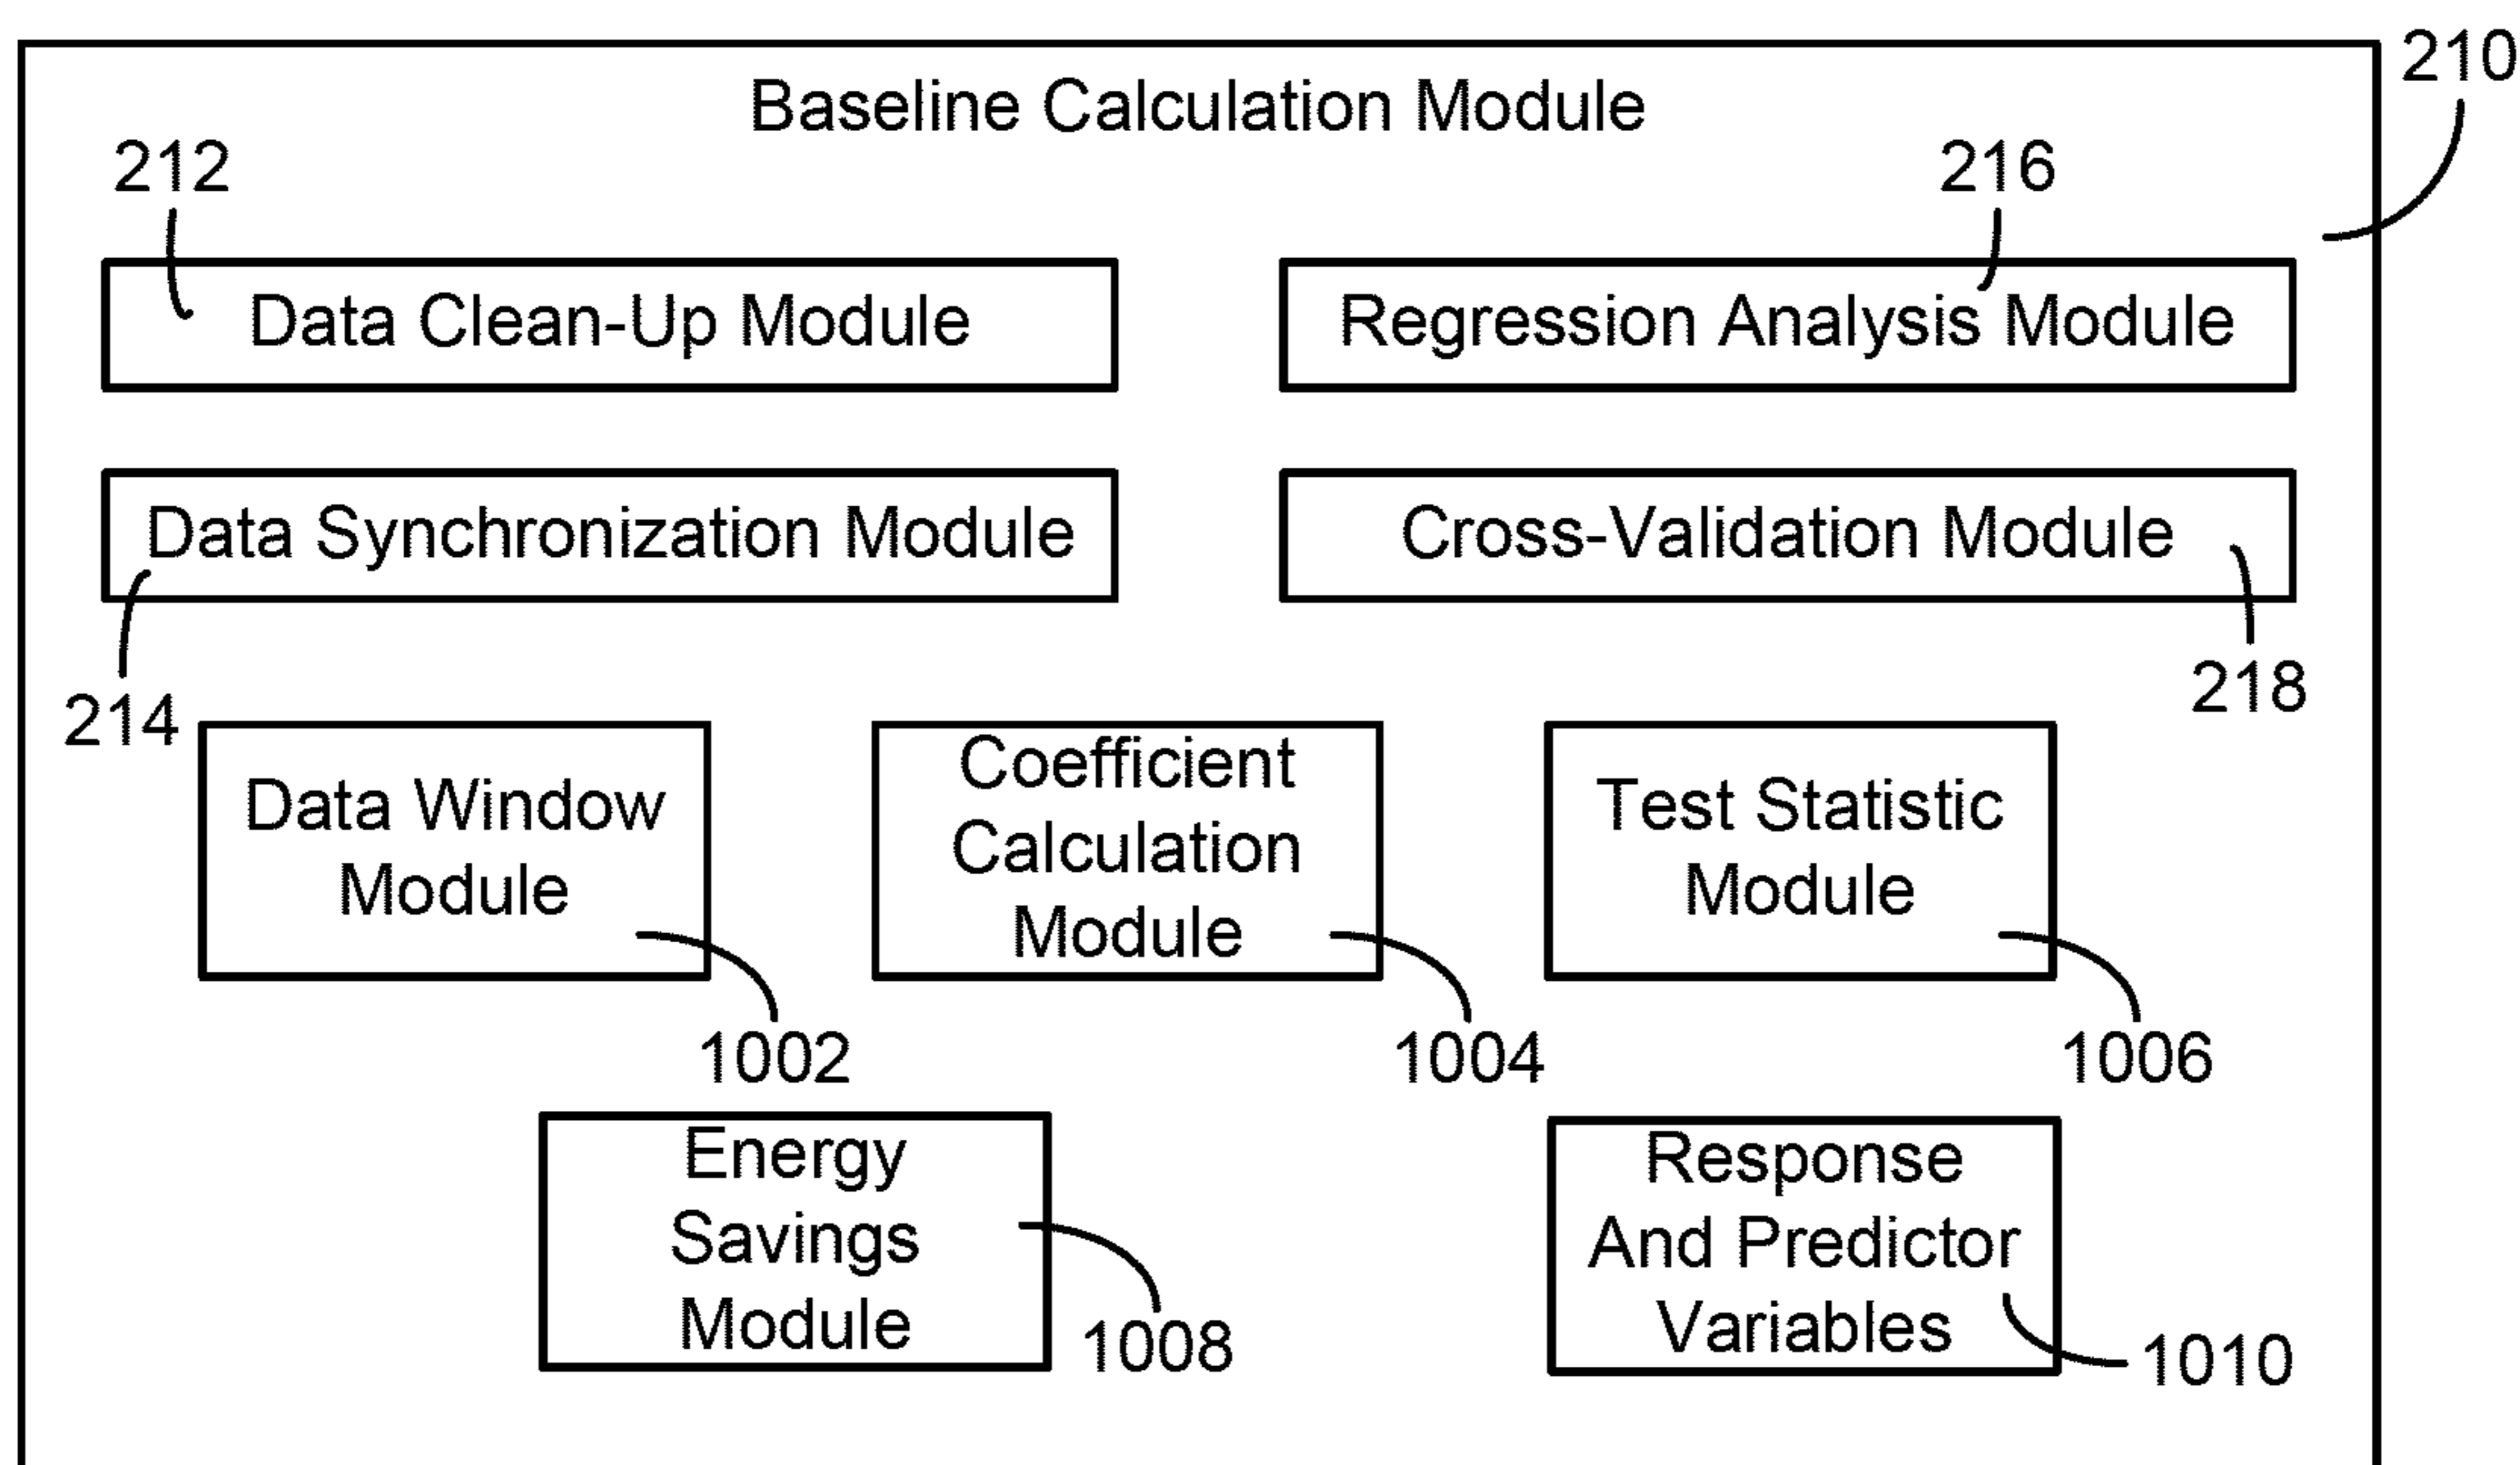 210
Baseline Calculation Module
212
216
Data Clean-Up Module
Regression Analysis Module
Data Synchronization Module
Cross-Validation Module
214
218
Data Window
Module
Coefficient
Calculation
Module
Test Statistic
Module
1002
1004
1006
Energy
Savings
Module
1008
Response
And Predictor
Variables
1010